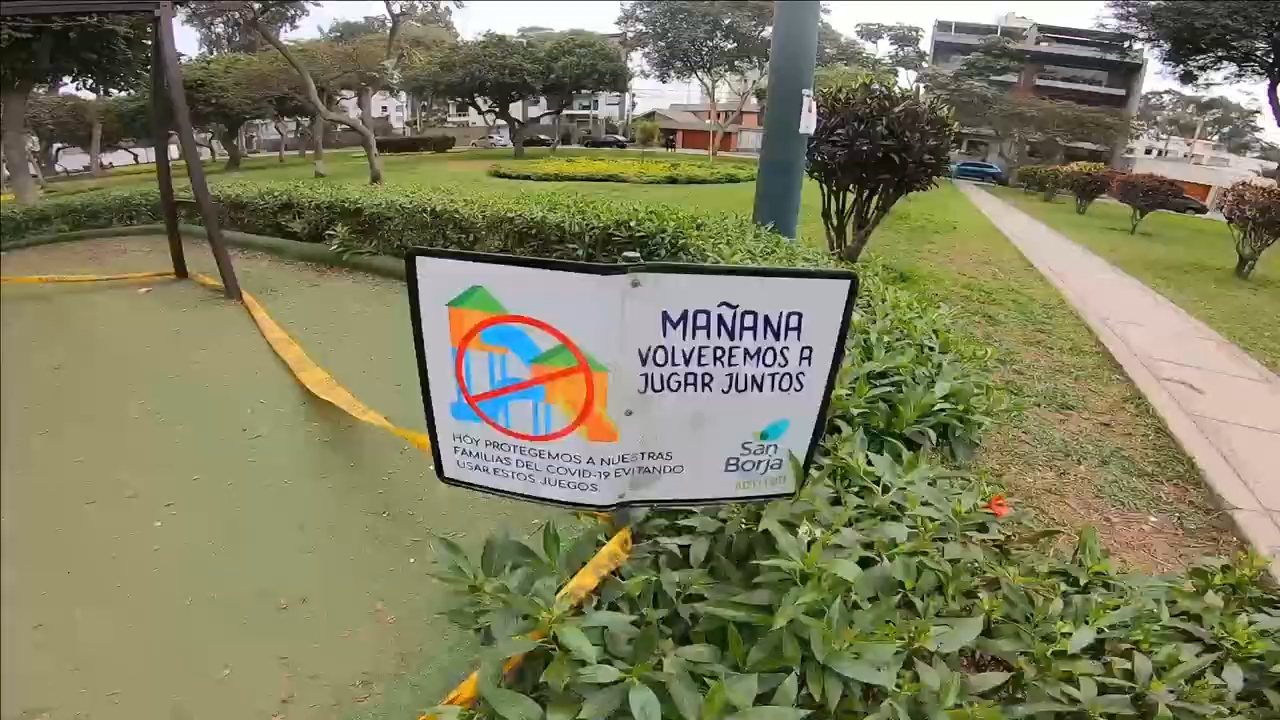 MAÑANA
VOLVEREMOS A
JUGAR JUNTOS
HOY PROTEGEMOS A NUESTRAS
FAMILIAS DEL COVID-19 EVITANDO
USAR ESTOS JUEGOS.
San
Borja